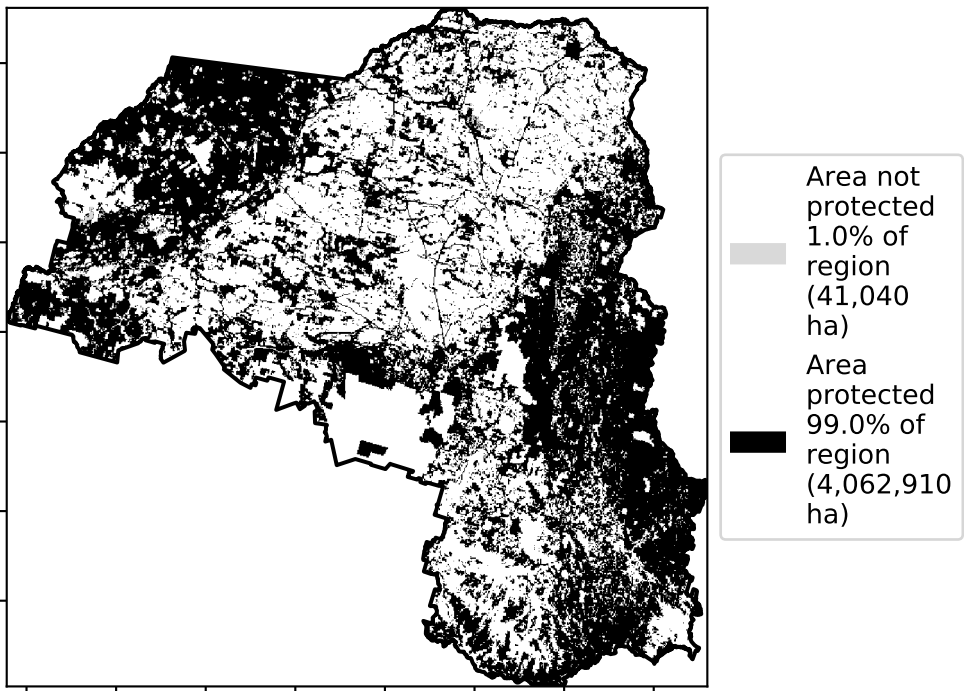 Area not
protected
1.0% of
region
(41,040
ha)
Area
protected
99.0% of
region
(4,062,910
ha)